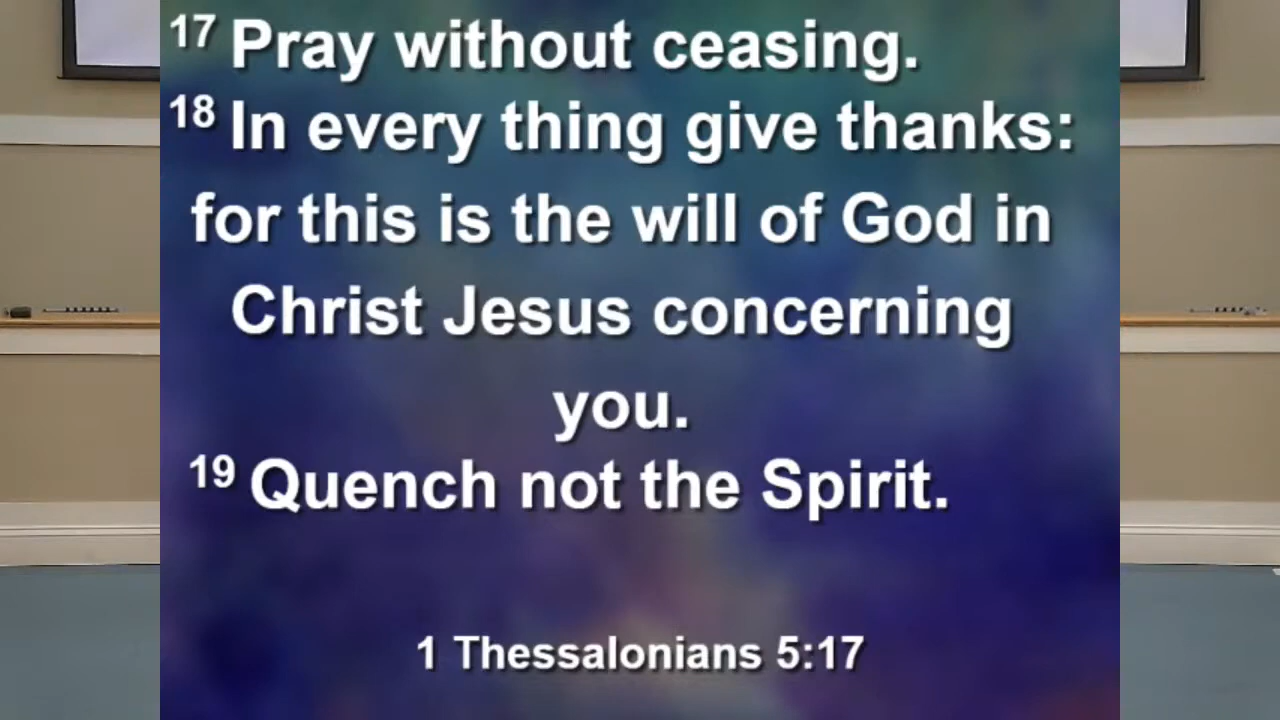 17 Pray without ceasing.
18 In every thing give thanks:
for this is the will of God in
Christ Jesus concerning
you.
19 Quench not the Spirit.
1 Thessalonians 5:17